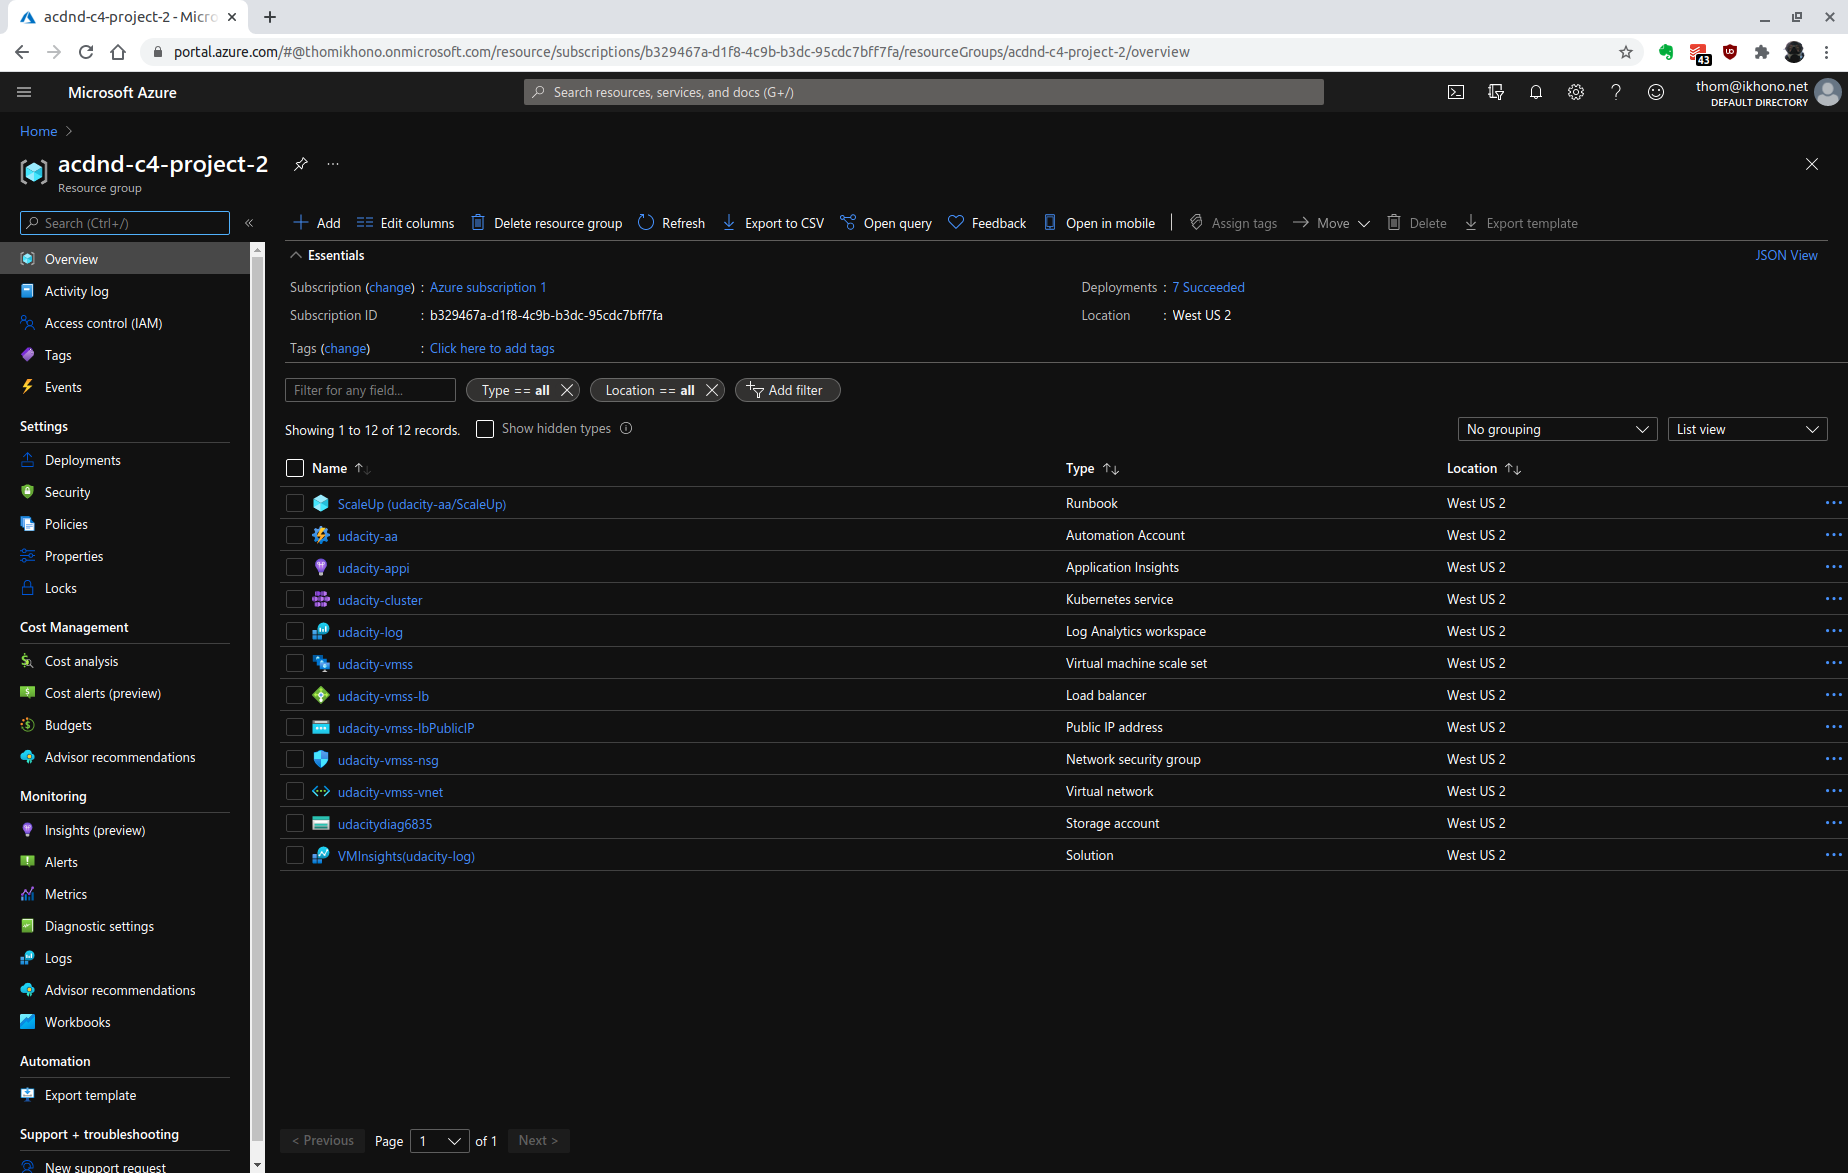 acdnd-c4-project-2 - Micro
portal.azure.com/#@thomikhono.onmicrosoft.com/resource/subscriptions/b329467a-d1f8-4c9b-b3dc-95cdc7bff7fa/resourceGroups/acdnd-c4-project-2/overview
43
Microsoft Azure
Search resources, services, and docs (G+/)
thom@ikhono.net
DEFAULT DIRECTORY
Home
acdnd-c4-project-2
Resource group
Search (Ctrl+/)
Add Edit columns Delete resource group Refresh Export to CSV Open query Feedback Open in mobile Assign tags Move Delete Export template
Overview
Activity log
Access control (IAM)
Tags
Events
Settings
Deployments
Security
Policies
Properties
Locks
Cost Management
Cost analysis
Cost alerts (preview)
Budgets
Advisor recommendations
Monitoring
Insights (preview)
Alerts
Metrics
Diagnostic settings
Logs
Advisor recommendations
Workbooks
Automation
Export template
Support + troubleshooting
New support request
Essentials JSON View
Subscription (change) : Azure subscription 1 Deployments : 7 Succeeded
Subscription ID : b329467a-d1f8-4c9b-b3dc-95cdc7bff7fa Location : West US 2
Tags (change) : Click here to add tags
Filter for any field... Type == all Location == all Add filter
Showing 1 to 12 of 12 records. Show hidden types No grouping List view
Name Type Location
ScaleUp (udacity-aa/ScaleUp) Runbook West US 2
udacity-aa Automation Account West US 2
udacity-appi Application Insights West US 2
udacity-cluster Kubernetes service West US 2
udacity-log Log Analytics workspace West US 2
udacity-vmss Virtual machine scale set West US 2
udacity-vmss-lb Load balancer West US 2
udacity-vmss-lbPublicIP Public IP address West US 2
udacity-vmss-nsg Network security group West US 2
udacity-vmss-vnet Virtual network West US 2
udacitydiag6835 Storage account West US 2
VMInsights(udacity-log) Solution West US 2
< Previous Page 1 of 1 Next >